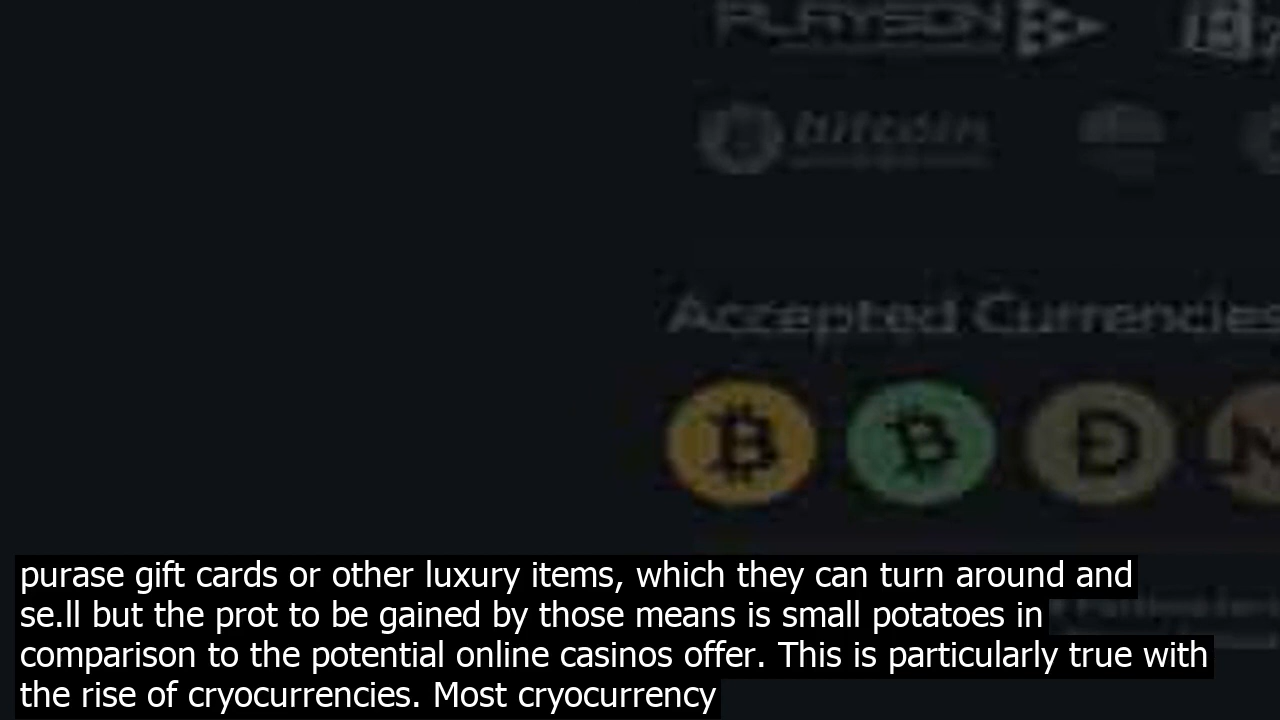 PLAYSON
bitcoin
Accepted Currencies
purase gift cards or other luxury items, which they can turn around and
se.ll but the prot to be gained by those means is small potatoes in
comparison to the potential online casinos offer. This is particularly true with
the rise of cryocurrencies. Most cryocurrency